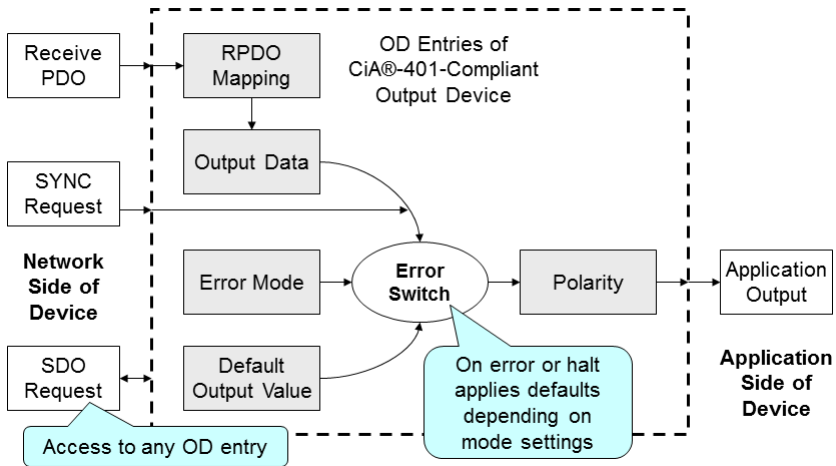 Receive
PDO
RPDO
Mapping
OD Entries of
CiA®-401-Compliant
Output Device
Output Data
SYNC
Request
Network
Side of
Device
Error Mode
Error
Switch
Polarity
Application
Output
SDO
Request
Default
Output Value
On error or halt
applies defaults
depending on
mode settings
Application
Side of
Device
Access to any OD entry